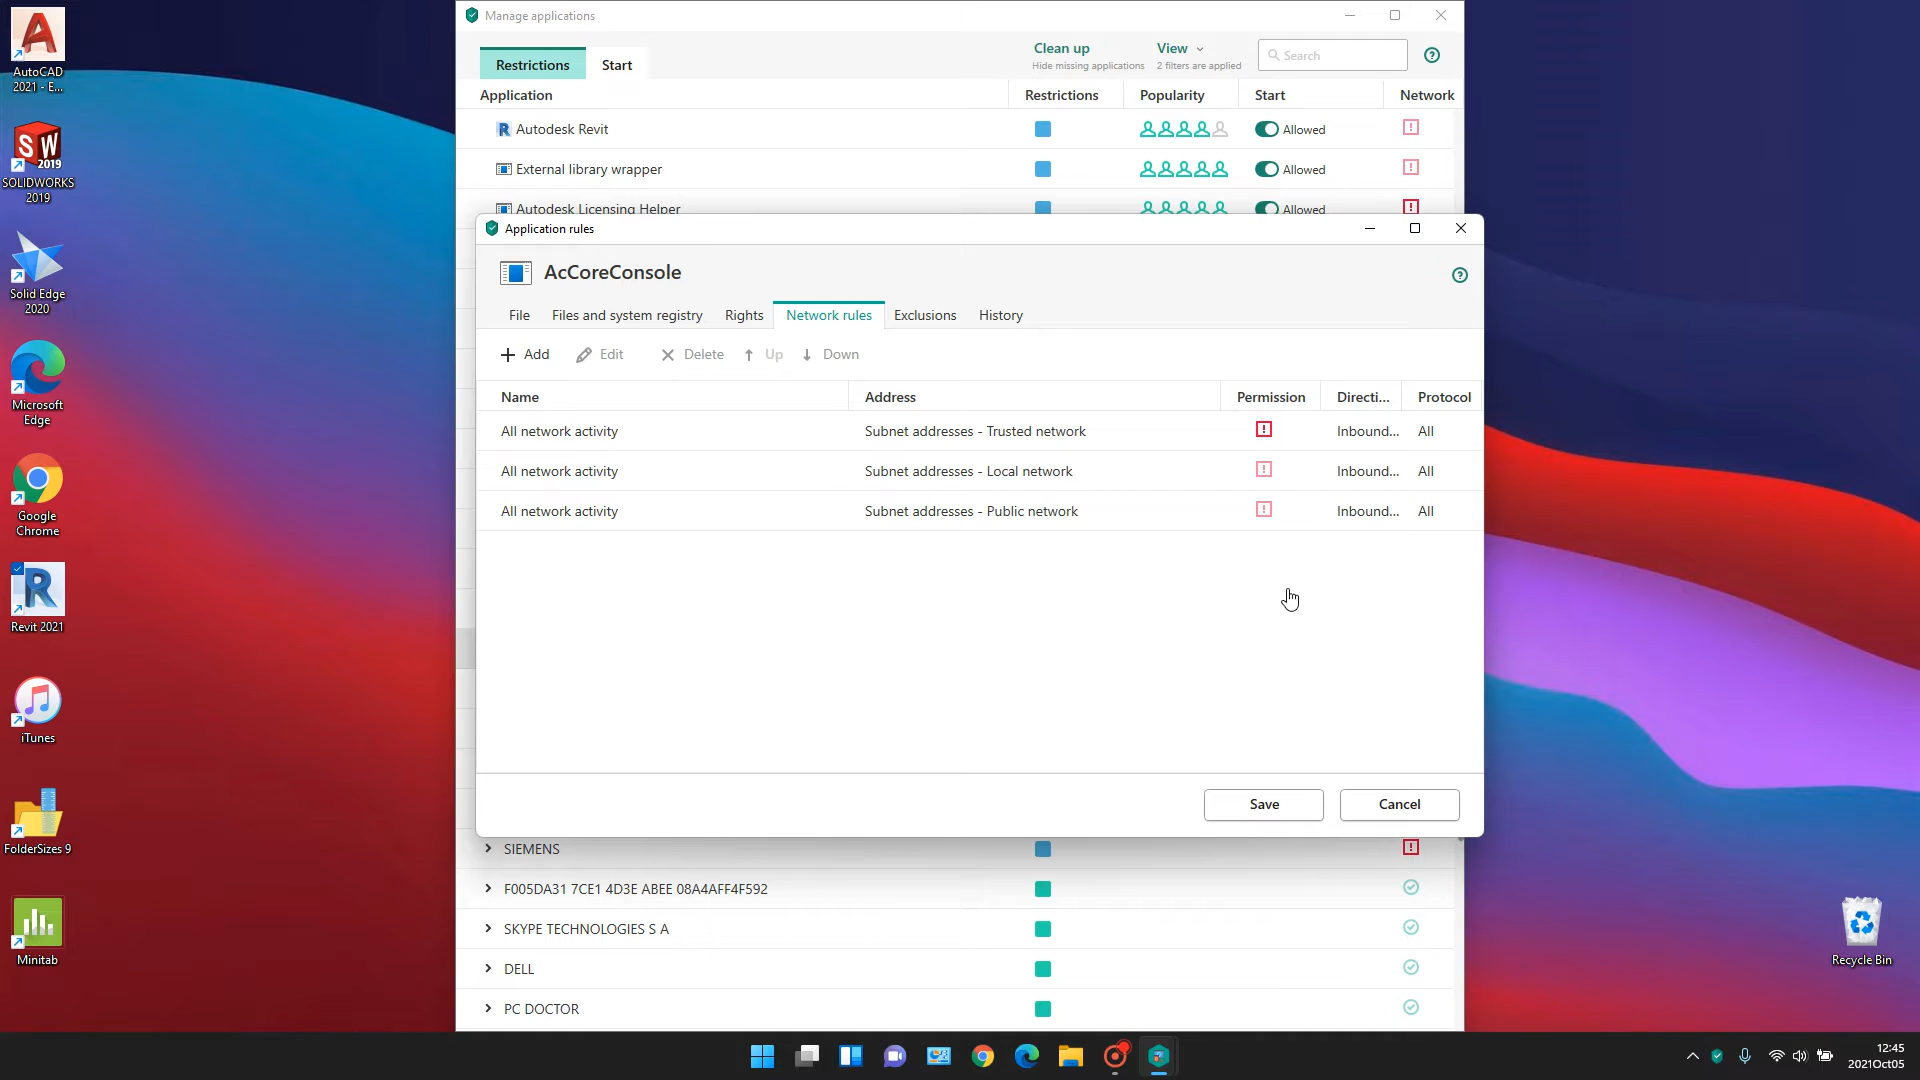 AutoCAD
2021 - E...
SW
2019
SOLIDWORKS
2019
Solid Edge
2020
Microsoft
Edge
Google
Chrome
Revit 2021
iTunes
FolderSizes 9
Minitab
Recycle Bin
Manage applications
Restrictions
Start
Clean up
Hide missing applications
View
2 filters are applied
Search
Application
Restrictions
Popularity
Start
Network
Autodesk Revit
Allowed
External library wrapper
Allowed
Autodesk Licensing Helper
Allowed
Application rules
AcCoreConsole
File
Files and system registry
Rights
Network rules
Exclusions
History
Add
Edit
Delete
Up
Down
Name
Address
Permission
Directi...
Protocol
All network activity
Subnet addresses - Trusted network
Inbound...
All
All network activity
Subnet addresses - Local network
Inbound...
All
All network activity
Subnet addresses - Public network
Inbound...
All
Save
Cancel
SIEMENS
F005DA31 7CE1 4D3E ABEE 08A4AFF4F592
SKYPE TECHNOLOGIES S A
DELL
PC DOCTOR
12:45
2021Oct05